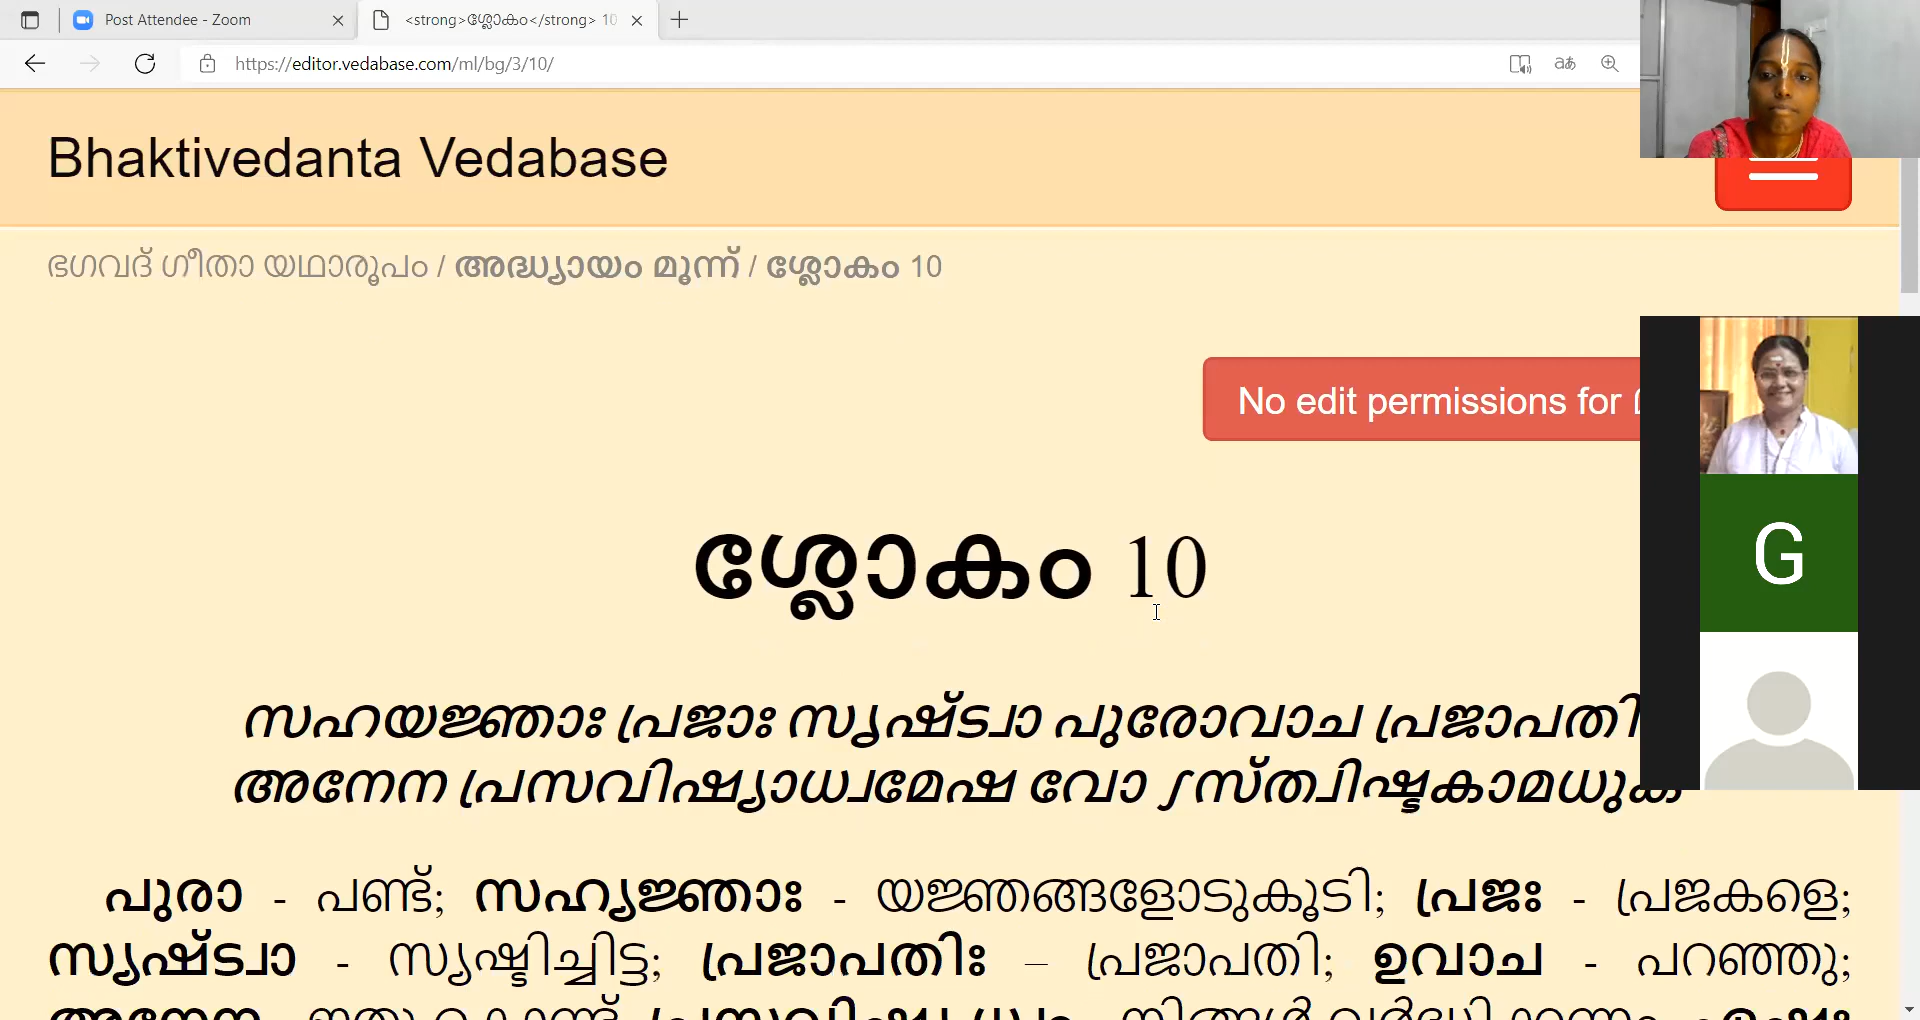 Post Attendee - Zoom
<strong>ശ്ലോകം</strong> 10
https://editor.vedabase.com/ml/bg/3/10/
Bhaktivedanta Vedabase
ഭഗവദ് ഗീതാ യഥാരൂപം / അദ്ധ്യായം മൂന്ന് / ശ്ലോകം 10
No edit permissions for
G
ശ്ലോകം 10
സഹയജ്ഞാഃ പ്രജാഃ സൃഷ്ട്വാ പുരോവാച പ്രജാപതി
അനേന പ്രസവിഷ്യാധ്വമേഷ വോ ഽസ്ത്വിഷ്ടകാമധുക
പുരാ - പണ്ട്; സഹ്യജ്ഞാഃ - യജ്ഞങ്ങളോടുകൂടി; പ്രജഃ - പ്രജകളെ;
സൃഷ്ട്വാ - സൃഷ്ടിച്ചിട്ട; പ്രജാപതിഃ – പ്രജാപതി; ഉവാച - പറഞ്ഞു;